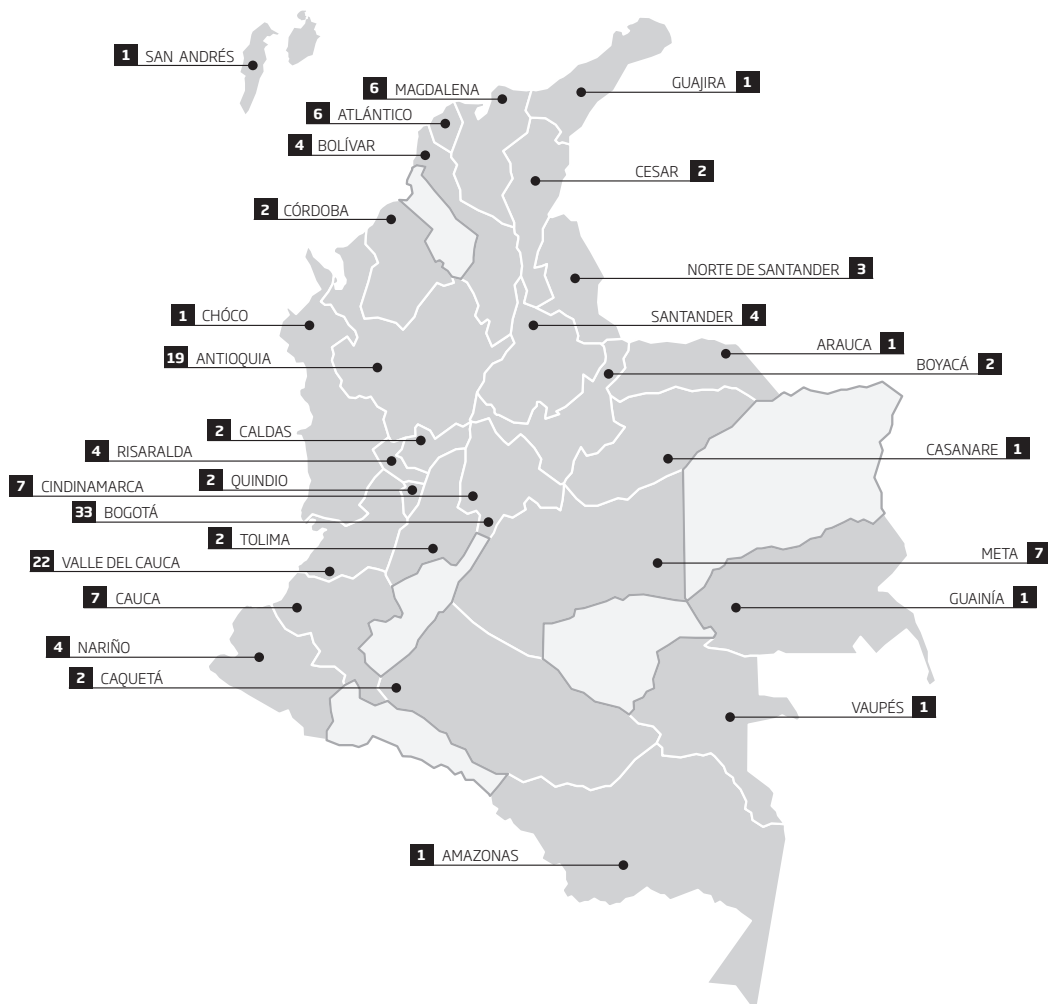 1 SAN ANDRÉS
GUAJIRA 1
6 MAGDALENA
6 ATLÁNTICO
4 BOLÍVAR
CESAR 2
2 CÓRDOBA
NORTE DE SANTANDER 3
1 CHÓCO
SANTANDER 4
ARAUCA 1
19 ANTIOQUIA
BOYACÁ 2
2 CALDAS
4 RISARALDA
CASANARE 1
2 QUINDIO
7 CINDINAMARCA
33 BOGOTÁ
2 TOLIMA
META 7
22 VALLE DEL CAUCA
7 CAUCA
GUAINÍA 1
4 NARIÑO
2 CAQUETÁ
VAUPÉS 1
1 AMAZONAS